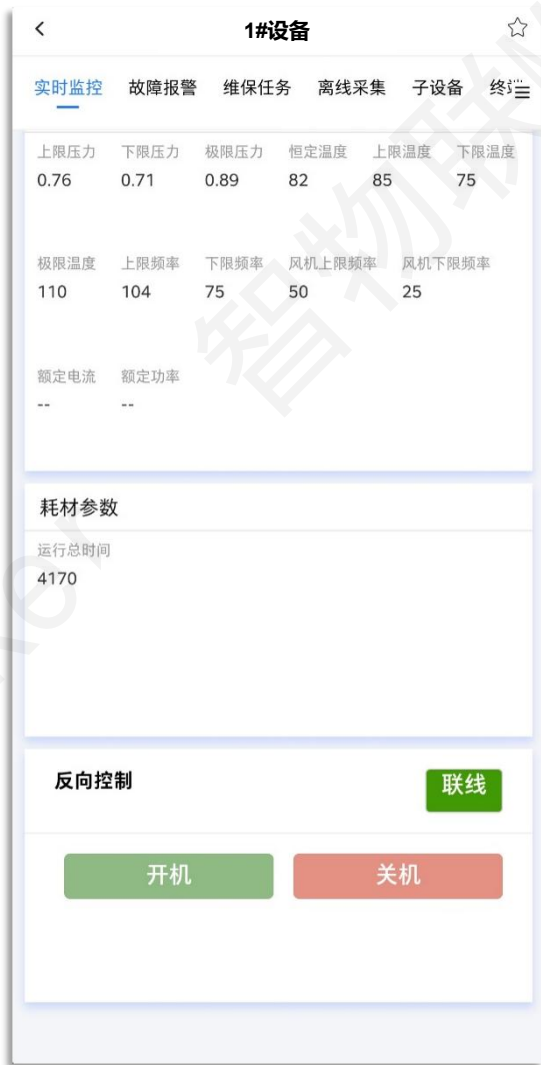 1#设备
实时监控 故障报警 维保任务 离线采集 子设备
上限压力 下限压力 极限压力 恒定温度 上限温度 下限温度
0.76 0.71 0.89 82 85 75
极限温度 上限频率 下限频率 风机上限频率 风机下限频率
110 104 75 50 25
额定电流 额定功率
-- --
耗材参数
运行总时间
4170
反向控制 联线
开机 关机
智物联